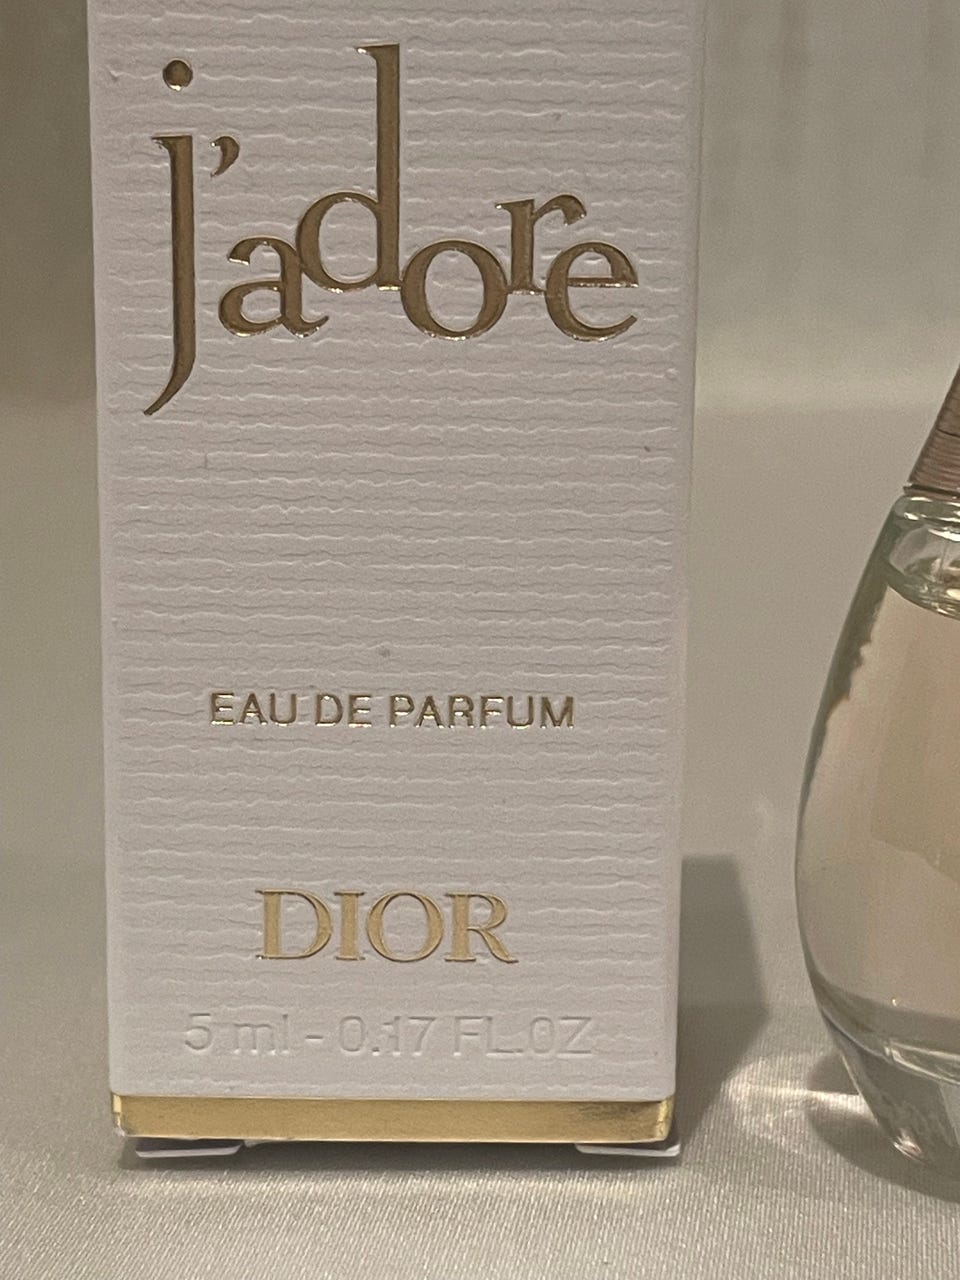 j'adore
EAU DE PARFUM
DIOR
5 ml - 0.17 FL.OZ